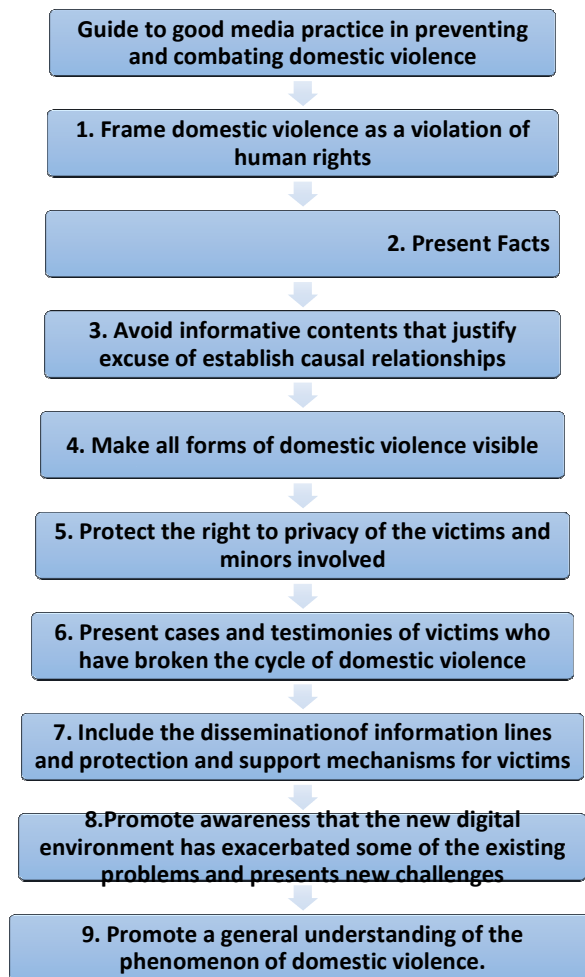 Guide to good media practice in preventing
and combating domestic violence
1. Frame domestic violence as a violation of
human rights
2. Present Facts
3. Avoid informative contents that justify
excuse of establish causal relationships
4. Make all forms of domestic violence visible
5. Protect the right to privacy of the victims and
minors involved
6. Present cases and testimonies of victims who
have broken the cycle of domestic violence
7. Include the disseminationof information lines
and protection and support mechanisms for victims
8.Promote awareness that the new digital
environment has exacerbated some of the existing
problems and presents new challenges
9. Promote a general understanding of the
phenomenon of domestic violence.